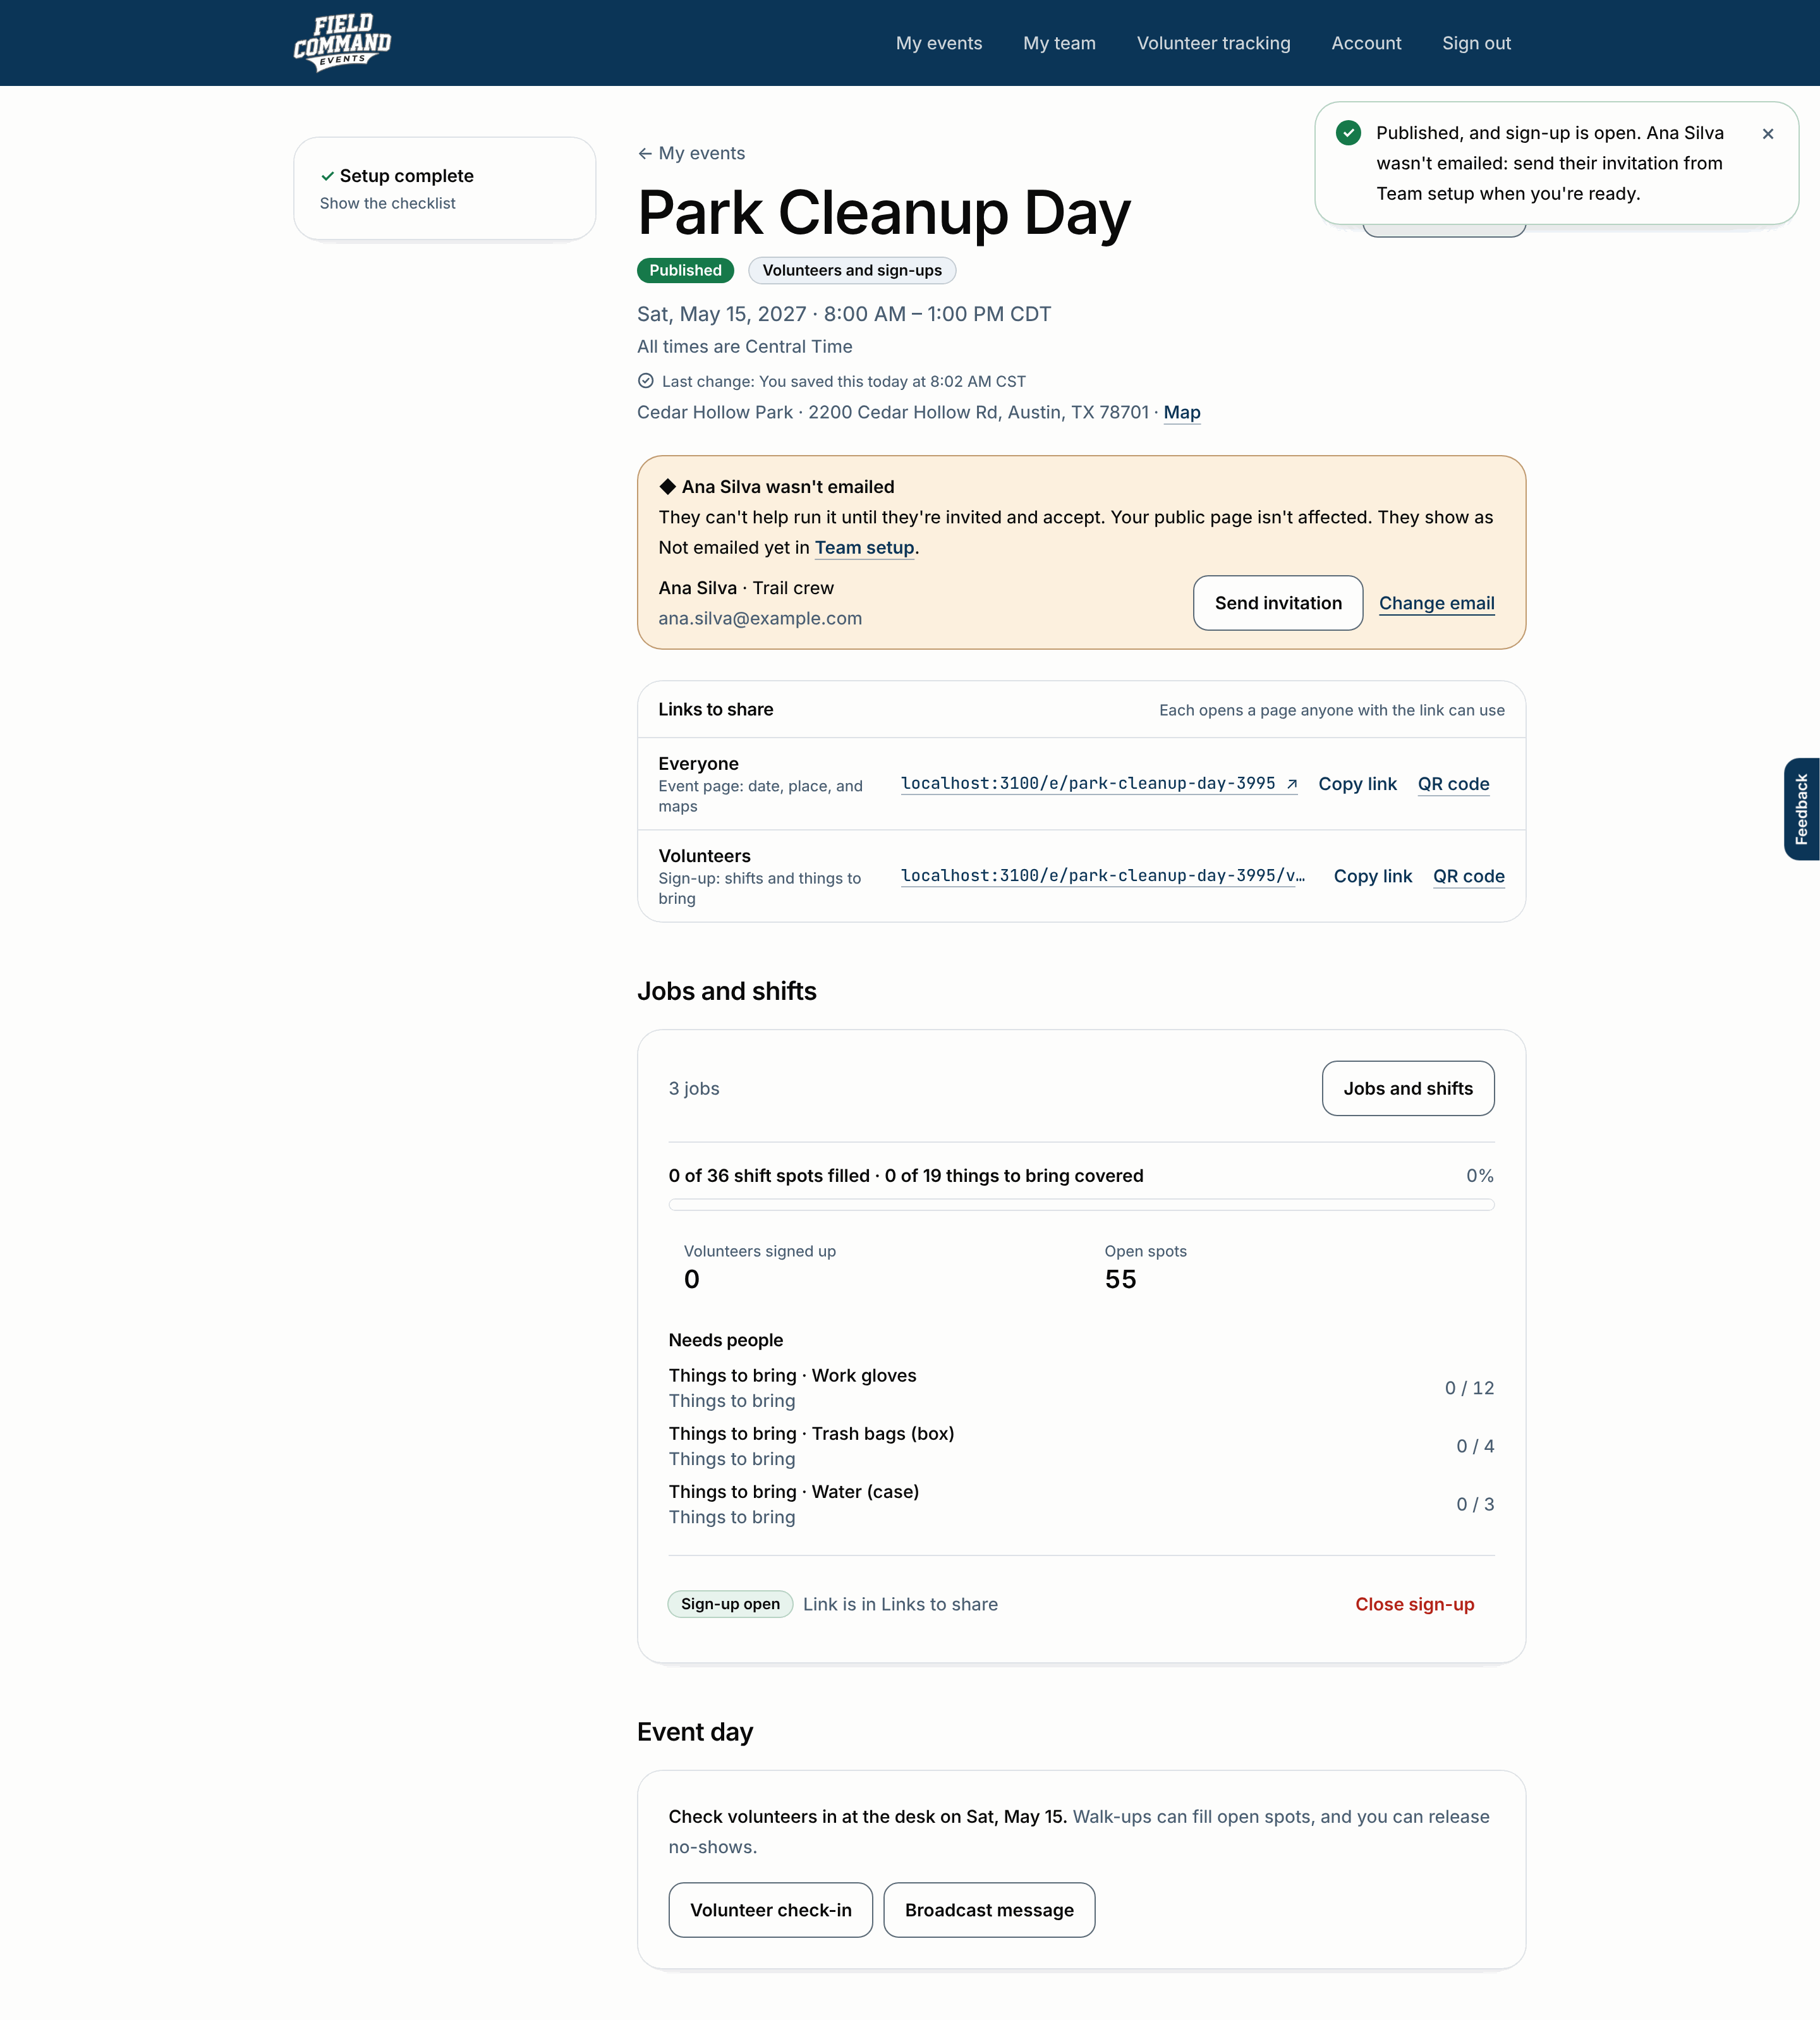 FIELD
COMMAND
EVENTS
My events
My team
Volunteer tracking
Account
Sign out
Published, and sign-up is open. Ana Silva
wasn't emailed: send their invitation from
Team setup when you're ready.
✓ Setup complete
Show the checklist
← My events
Park Cleanup Day
Published
Volunteers and sign-ups
Sat, May 15, 2027 · 8:00 AM – 1:00 PM CDT
All times are Central Time
Last change: You saved this today at 8:02 AM CST
Cedar Hollow Park · 2200 Cedar Hollow Rd, Austin, TX 78701 · Map
◆ Ana Silva wasn't emailed
They can't help run it until they're invited and accept. Your public page isn't affected. They show as
Not emailed yet in Team setup.
Ana Silva · Trail crew
ana.silva@example.com
Send invitation
Change email
Links to share
Each opens a page anyone with the link can use
Everyone
Event page: date, place, and
maps
localhost:3100/e/park-cleanup-day-3995 ↗
Copy link
QR code
Volunteers
Sign-up: shifts and things to
bring
localhost:3100/e/park-cleanup-day-3995/v…
Copy link
QR code
Feedback
Jobs and shifts
3 jobs
Jobs and shifts
0 of 36 shift spots filled · 0 of 19 things to bring covered
0%
Volunteers signed up
0
Open spots
55
Needs people
Things to bring · Work gloves
Things to bring
0 / 12
Things to bring · Trash bags (box)
Things to bring
0 / 4
Things to bring · Water (case)
Things to bring
0 / 3
Sign-up open
Link is in Links to share
Close sign-up
Event day
Check volunteers in at the desk on Sat, May 15. Walk-ups can fill open spots, and you can release
no-shows.
Volunteer check-in
Broadcast message